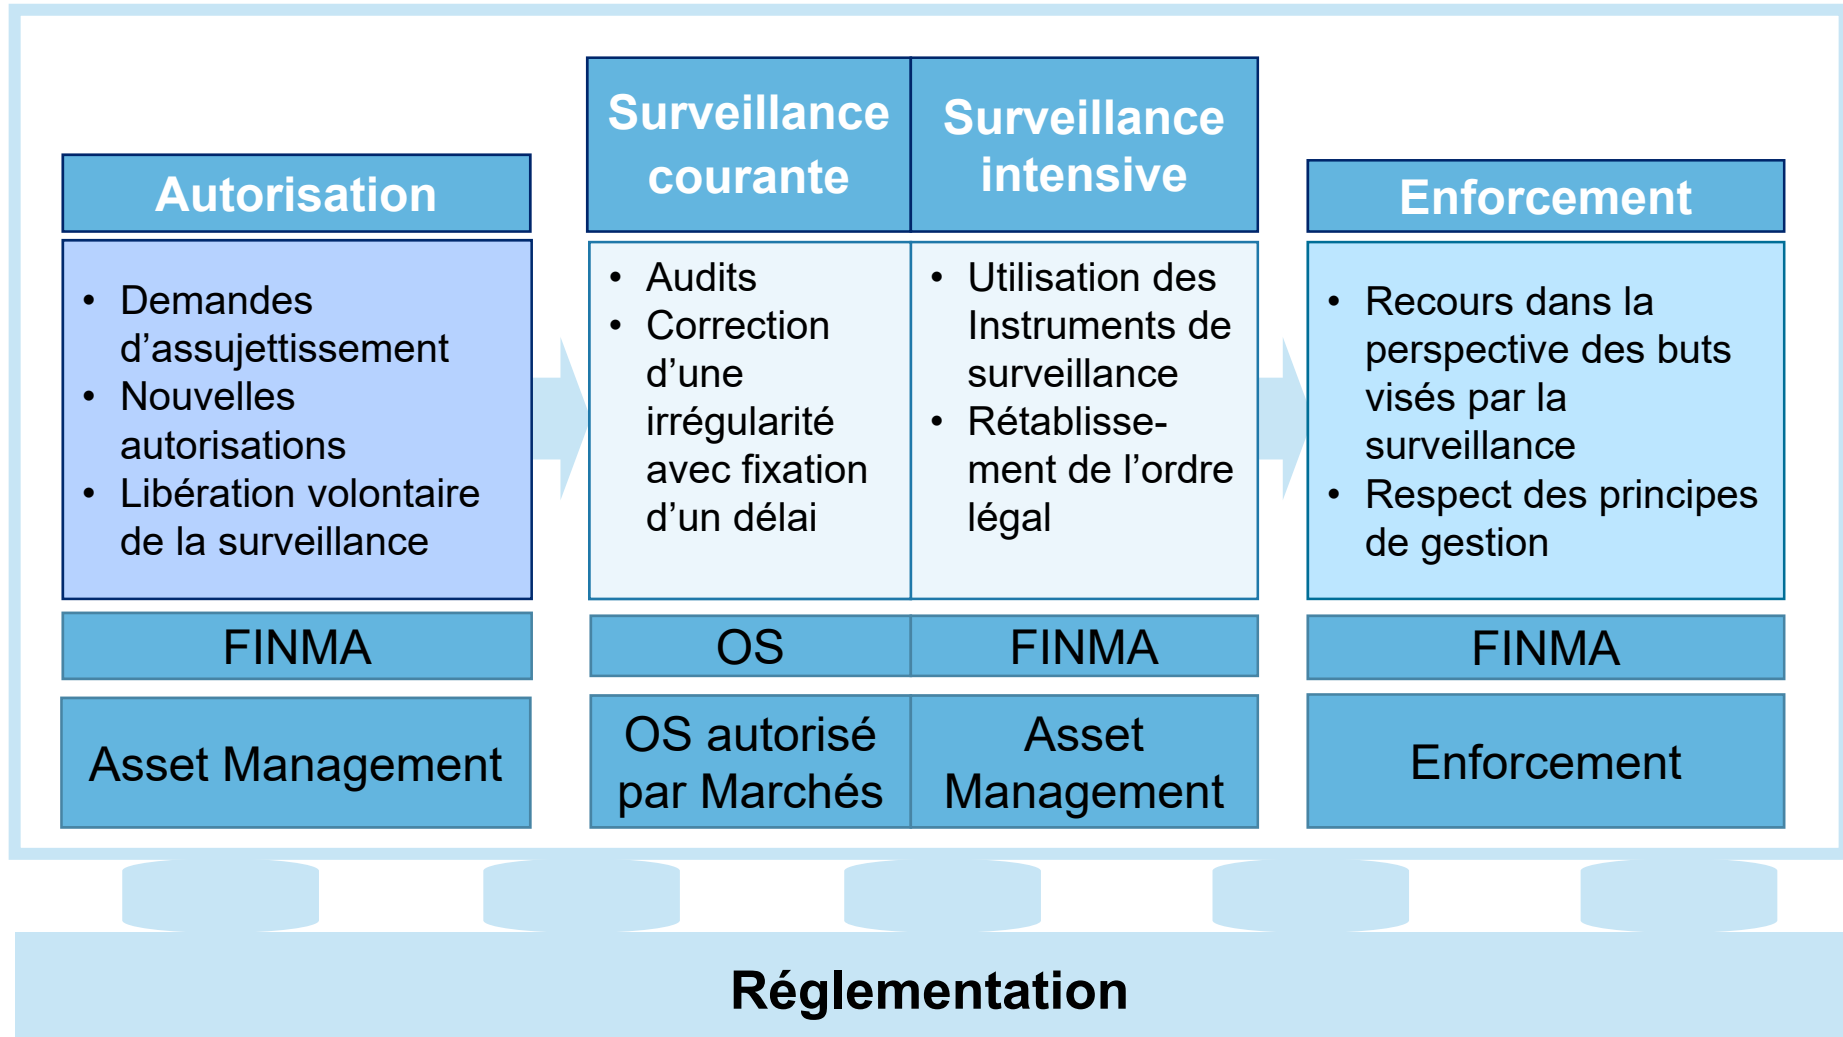 Autorisation
• Demandes
d’assujettissement
• Nouvelles
autorisations
• Libération volontaire
de la surveillance
FINMA
Asset Management
Surveillance
courante
• Audits
• Correction
d’une
irrégularité
avec fixation
d’un délai
OS
OS autorisé
par Marchés
Surveillance
intensive
• Utilisation des
Instruments de
surveillance
• Rétablisse-
ment de l’ordre
légal
FINMA
Asset
Management
Enforcement
• Recours dans la
perspective des buts
visés par la
surveillance
• Respect des principes
de gestion
FINMA
Enforcement
Réglementation